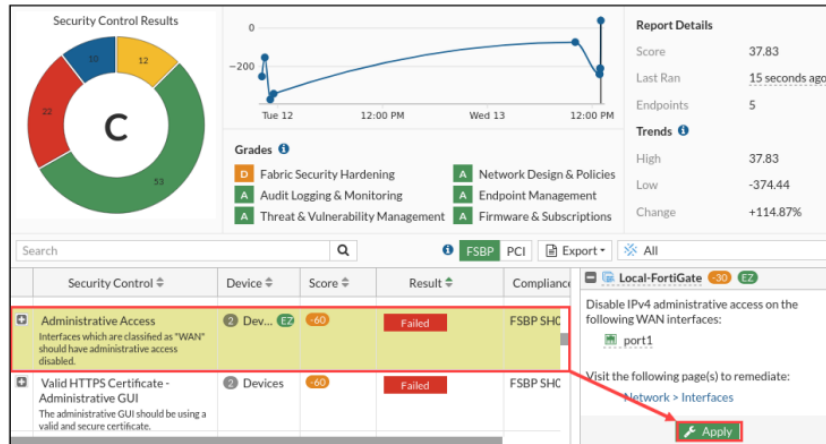 Security Control Results
10
12
22
C
53
0
−200
Tue 12
12:00 PM
Wed 13
12:00 PM
Grades
D Fabric Security Hardening
A Network Design & Policies
A Audit Logging & Monitoring
A Endpoint Management
A Threat & Vulnerability Management
A Firmware & Subscriptions
Report Details
Score 37.83
Last Ran 15 seconds ago
Endpoints 5
Trends
High 37.83
Low -374.44
Change +114.87%
Search
FSBP PCI Export All
Security Control Device Score Result Compliance
Administrative Access
Interfaces which are classified as "WAN"
should have administrative access
disabled.
2 Dev... EZ -60 Failed FSBP SHC
Valid HTTPS Certificate -
Administrative GUI
The administrative GUI should be using a
valid and secure certificate.
2 Devices -60 Failed FSBP SHC
Local-FortiGate -30 EZ
Disable IPv4 administrative access on the
following WAN interfaces:
port1
Visit the following page(s) to remediate:
Network > Interfaces
Apply